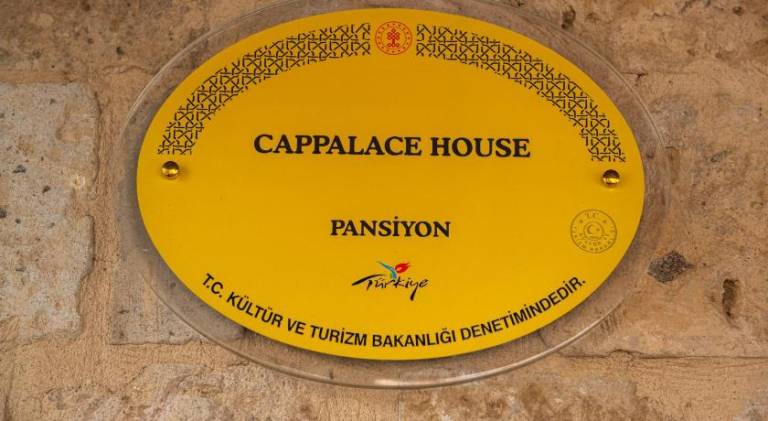 CAPPALACE HOUSE
PANSİYON
Türkiye
T.C. KÜLTÜR VE TURİZM BAKANLIĞI DENETİMİNDEDİR.
T.C.